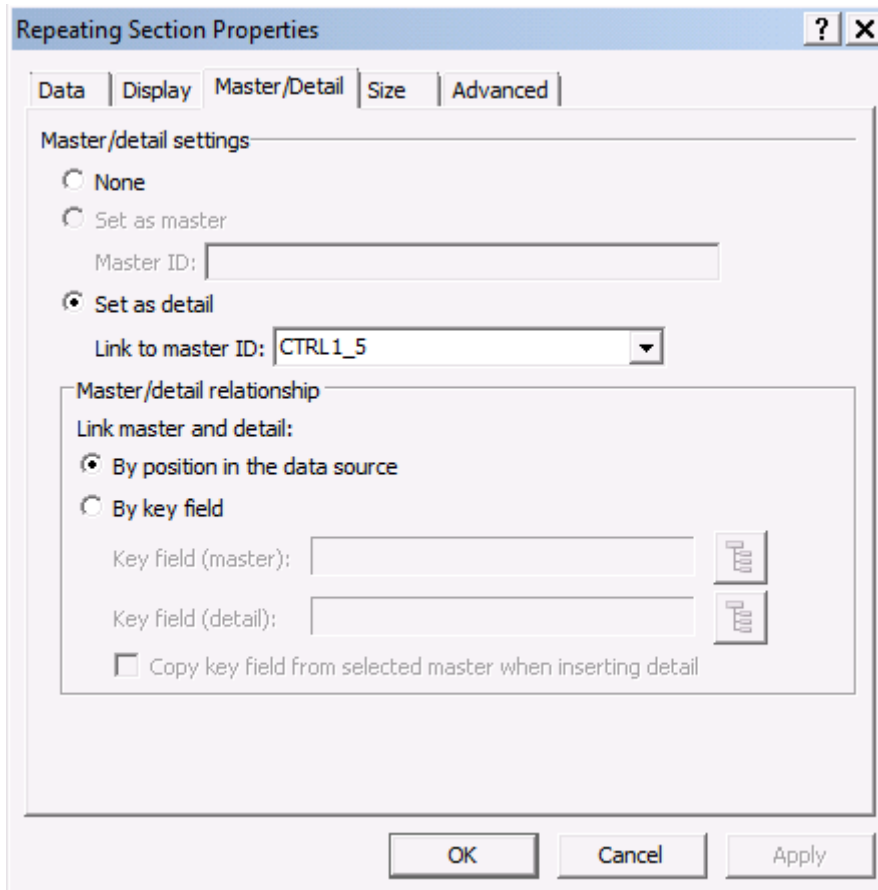 Repeating Section Properties
Data Display Master/Detail Size Advanced
Master/detail settings
None
Set as master
Master ID:
Set as detail
Link to master ID: CTRL1_5
Master/detail relationship
Link master and detail:
By position in the data source
By key field
Key field (master):
Key field (detail):
Copy key field from selected master when inserting detail
OK Cancel Apply